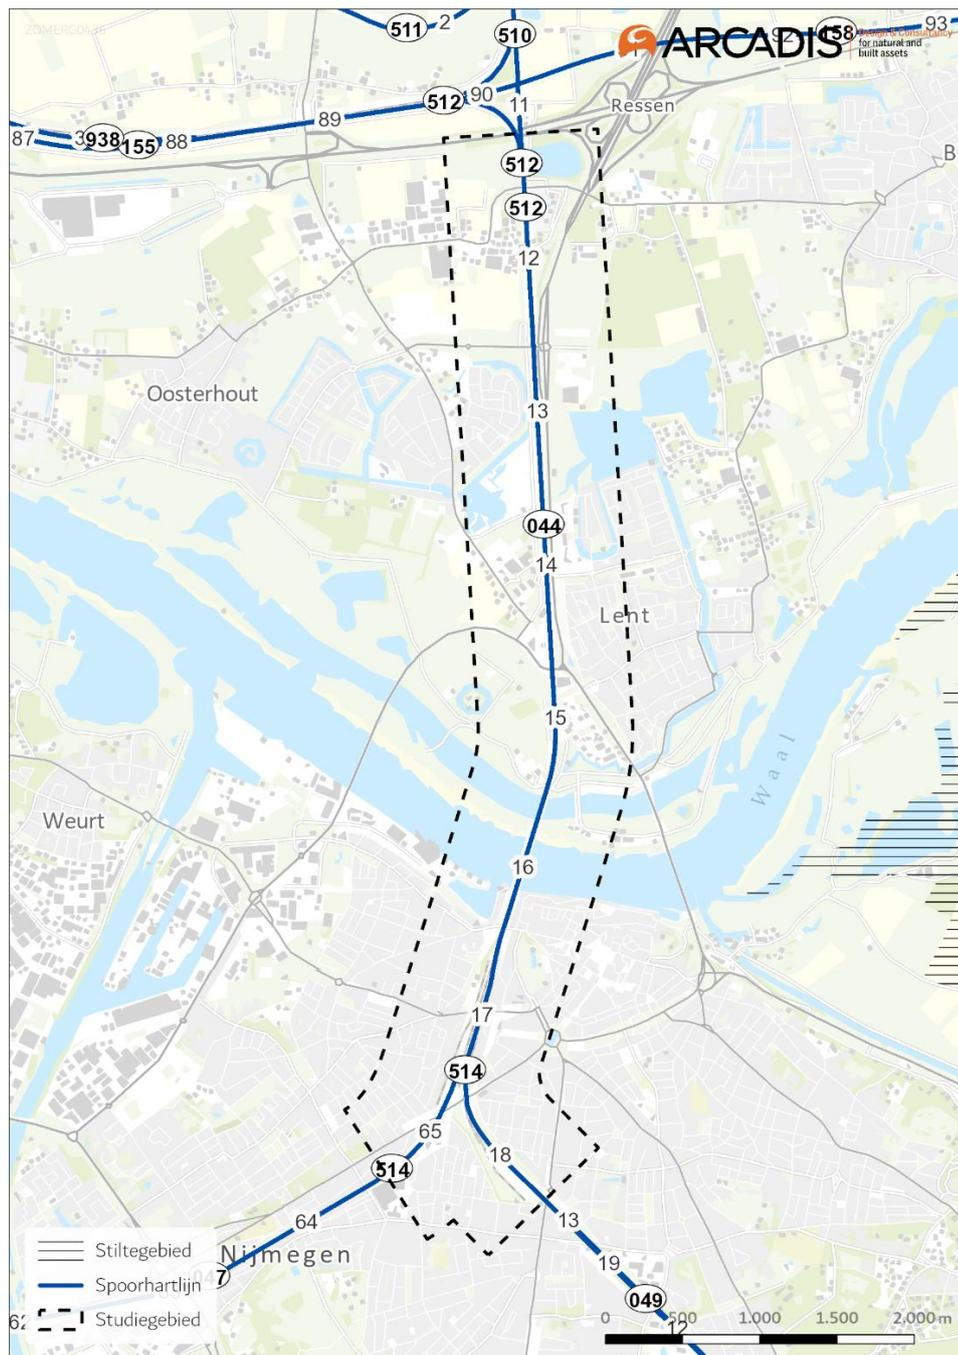 ZOMERG0436
511
2
510
158
93
92
ARCADIS
Design & Consultancy
for natural and
built assets
512
90
11
Ressen
89
87
938
155
88
512
512
12
Oosterhout
13
044
14
Lent
15
Waal
Weurt
16
17
514
65
18
514
64
13
Nijmegen
19
049
12
Stiltegebied
Spoorhartlijn
Studiegebied
0 500 1.000 1.500 2.000 m